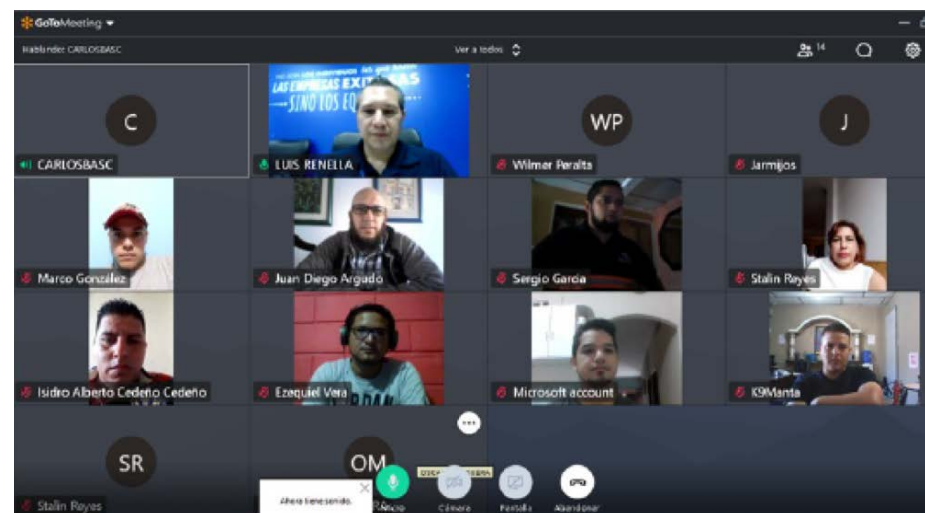 GoToMeeting
Hablando: CARLOSBASC
Ver a todos
14
C
WP
J
LAS EMPRESAS EXITOSAS
SINO LOS EQ
CARLOSBASC
LUIS RENELLA
Wilmer Peralta
Jarmijos
Marco González
Juan Diego Argudo
Sergio Garcia
Stalin Reyes
Isidro Alberto Cedeño Cedeño
Ezequiel Vera
Microsoft account
K9Manta
SR
OM
Ahora tiene sonido.
Stalin Reyes
Cámara
Pantalla
Abandonar